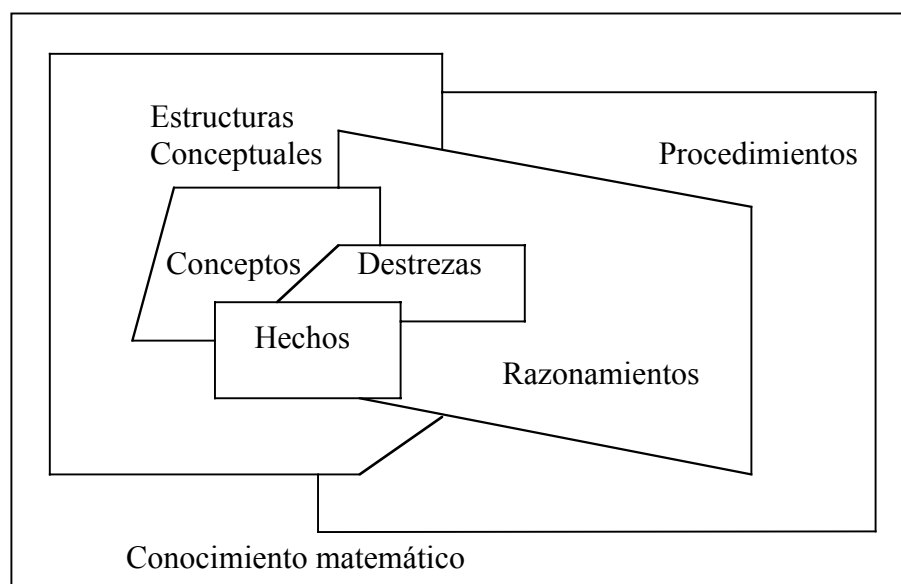 Estructuras
Conceptuales
Procedimientos
Conceptos
Destrezas
Hechos
Razonamientos
Conocimiento matemático